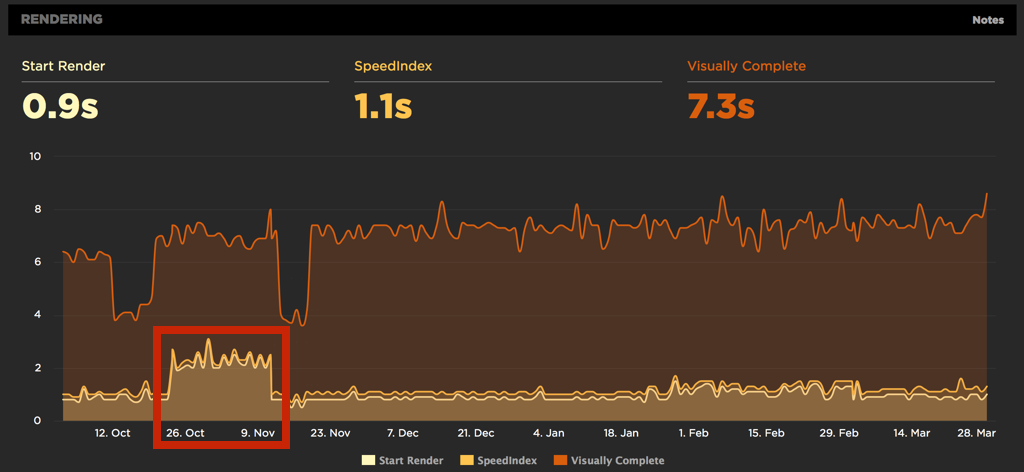 RENDERING Notes
Start Render SpeedIndex Visually Complete
0.9s 1.1s 7.3s
10
8
6
4
2
0
12. Oct 26. Oct 9. Nov 23. Nov 7. Dec 21. Dec 4. Jan 18. Jan 1. Feb 15. Feb 29. Feb 14. Mar 28. Mar
Start Render SpeedIndex Visually Complete